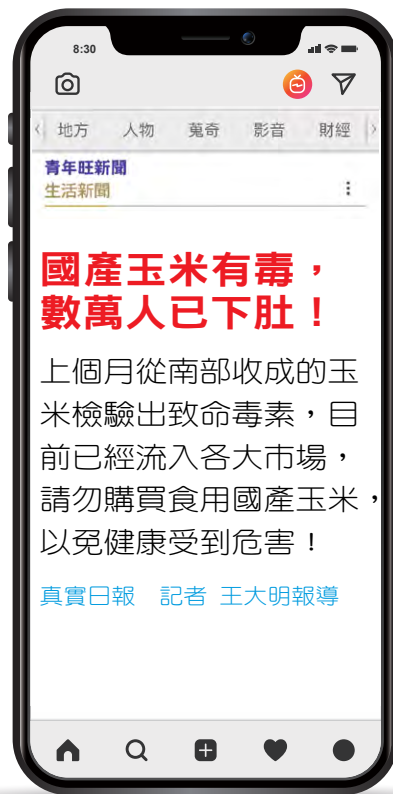 8:30
地方 人物 蒐奇 影音 財經
青年旺新聞
生活新聞
國產玉米有毒，
數萬人已下肚！
上個月從南部收成的玉
米檢驗出致命毒素，目
前已經流入各大市場，
請勿購買食用國產玉米，
以免健康受到危害！
真實日報 記者 王大明報導